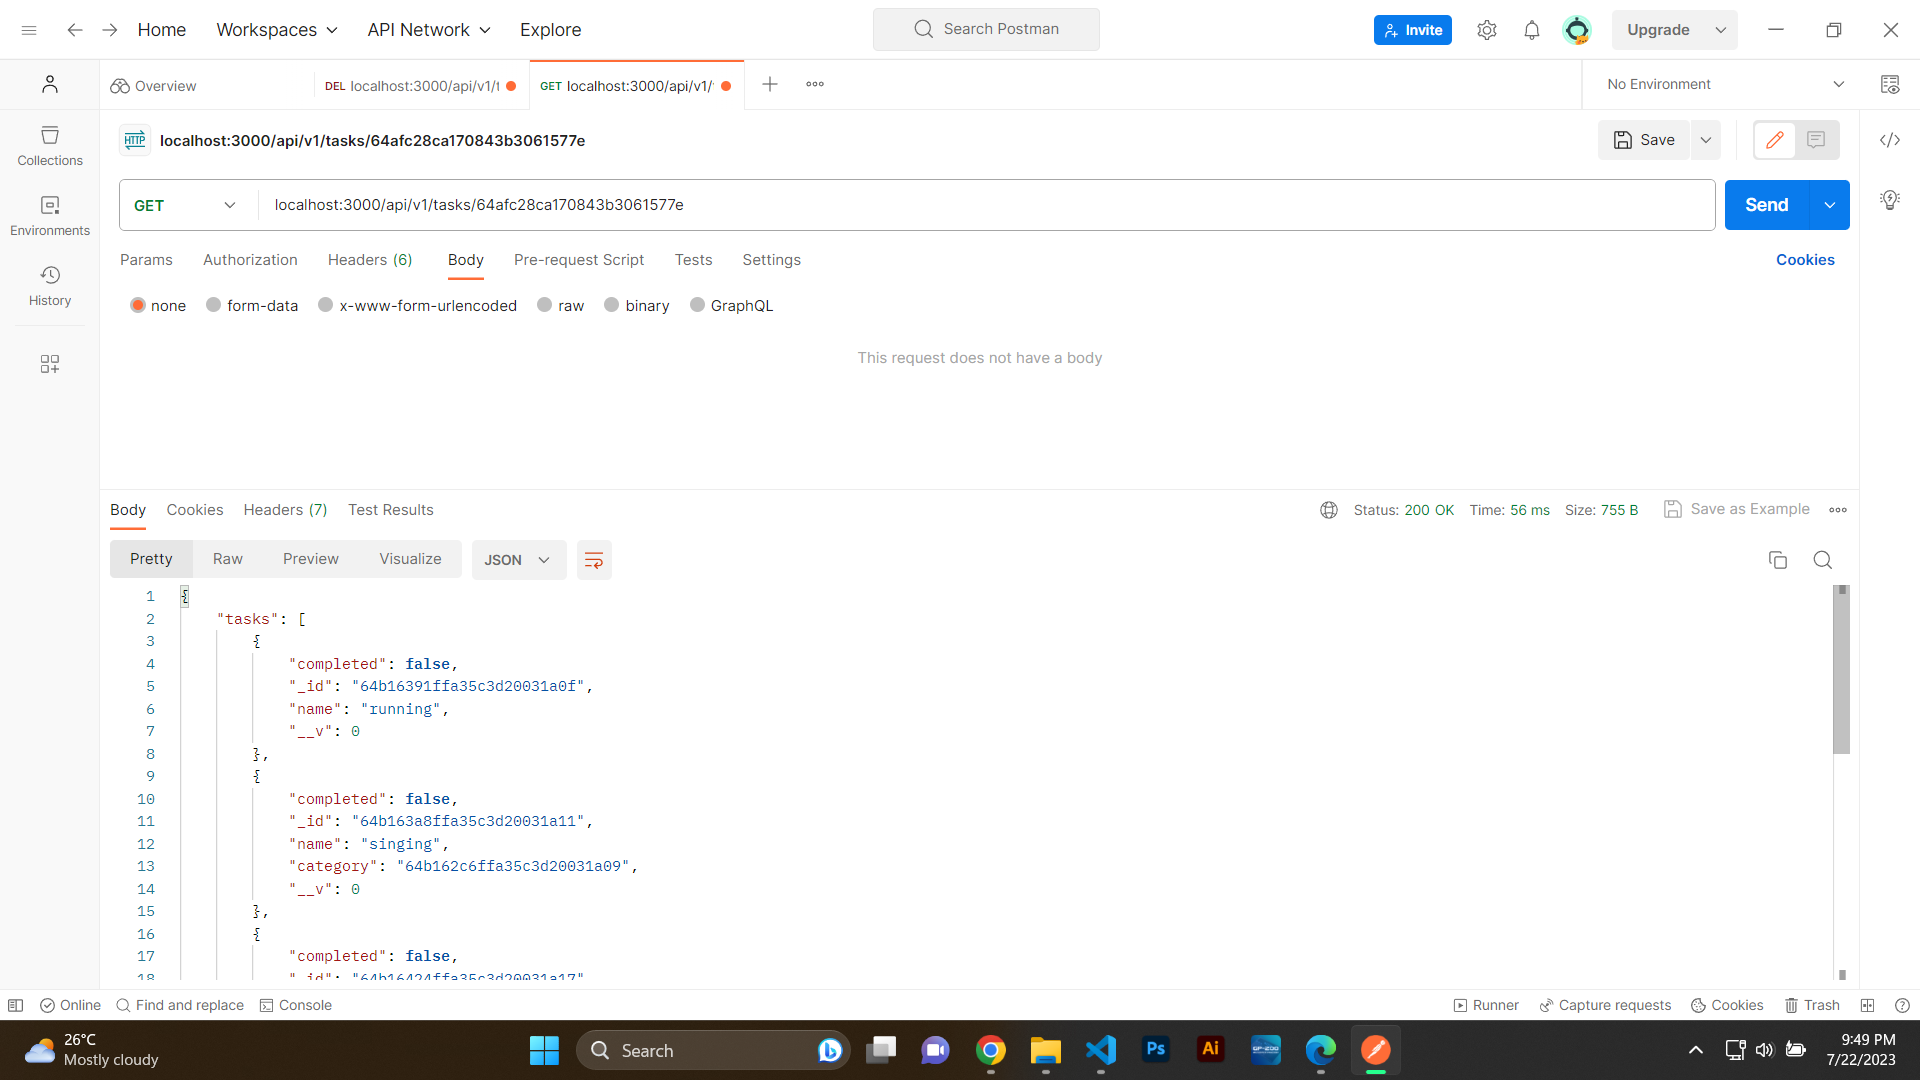 Home Workspaces API Network Explore Search Postman Invite Upgrade
Overview DEL localhost:3000/api/v1/t GET localhost:3000/api/v1/ No Environment
HTTP localhost:3000/api/v1/tasks/64afc28ca170843b3061577e Save
Collections
Environments
History
GET localhost:3000/api/v1/tasks/64afc28ca170843b3061577e Send
Params Authorization Headers (6) Body Pre-request Script Tests Settings Cookies
none form-data x-www-form-urlencoded raw binary GraphQL
This request does not have a body
Body Cookies Headers (7) Test Results Status: 200 OK Time: 56 ms Size: 755 B Save as Example
Pretty Raw Preview Visualize JSON
1 {
2 "tasks": [
3 {
4 "completed": false,
5 "_id": "64b16391ffa35c3d20031a0f",
6 "name": "running",
7 "__v": 0
8 },
9 {
10 "completed": false,
11 "_id": "64b163a8ffa35c3d20031a11",
12 "name": "singing",
13 "category": "64b162c6ffa35c3d20031a09",
14 "__v": 0
15 },
16 {
17 "completed": false,
18 "_id": "64b16424ffa35c3d20031a17"
Online Find and replace Console Runner Capture requests Cookies Trash
26°C
Mostly cloudy
Search
Ps
Ai
9:49 PM
7/22/2023